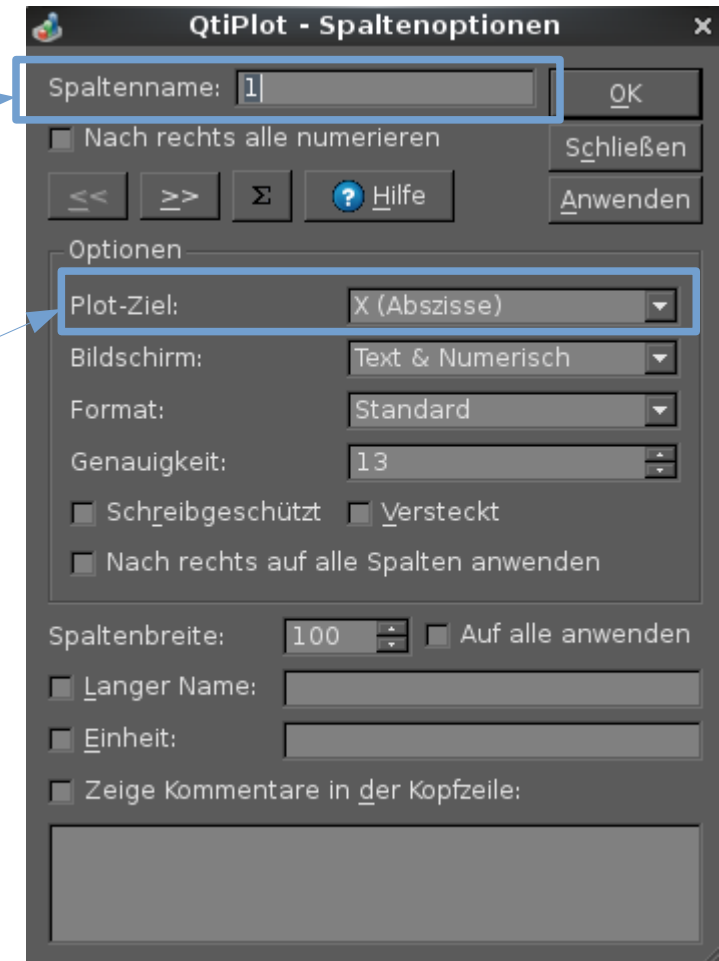 QtiPlot - Spaltenoptionen ×
Spaltenname: 1
OK
Nach rechts alle numerieren
Schließen
<< >> Σ ? Hilfe
Anwenden
Optionen
Plot-Ziel: X (Abszisse)
Bildschirm: Text & Numerisch
Format: Standard
Genauigkeit: 13
Schreibgeschützt Versteckt
Nach rechts auf alle Spalten anwenden
Spaltenbreite: 100 Auf alle anwenden
Langer Name:
Einheit:
Zeige Kommentare in der Kopfzeile: